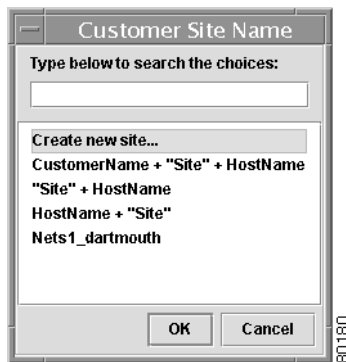 Customer Site Name
Type below to search the choices:
Create new site...
CustomerName + "Site" + HostName
"Site" + HostName
HostName + "Site"
Nets1_dartmouth
OK
Cancel
80180